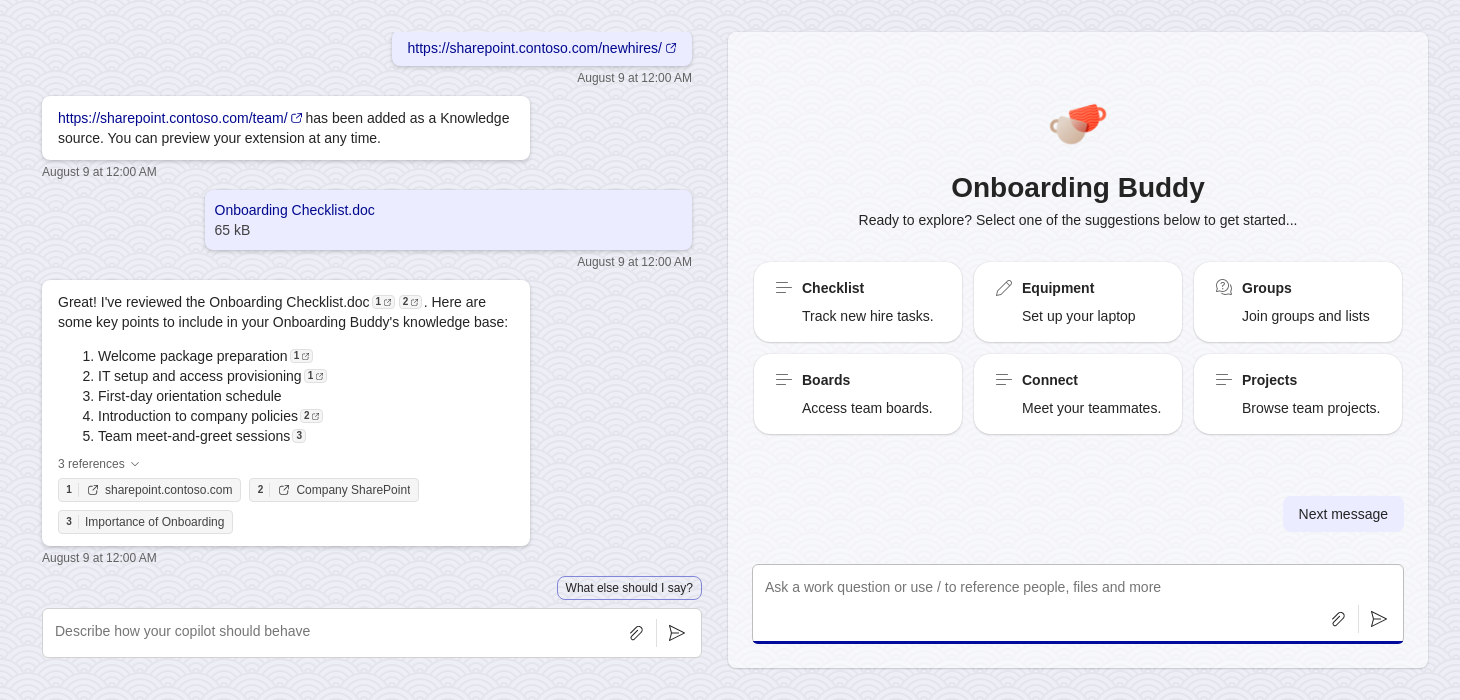 https://sharepoint.contoso.com/newhires/
August 9 at 12:00 AM
https://sharepoint.contoso.com/team/ has been added as a Knowledge
source. You can preview your extension at any time.
August 9 at 12:00 AM
Onboarding Checklist.doc
65 kB
August 9 at 12:00 AM
Great! I've reviewed the Onboarding Checklist.doc 1 2 . Here are
some key points to include in your Onboarding Buddy's knowledge base:
1. Welcome package preparation 1
2. IT setup and access provisioning 1
3. First-day orientation schedule
4. Introduction to company policies 2
5. Team meet-and-greet sessions 3
3 references
1 sharepoint.contoso.com 2 Company SharePoint
3 Importance of Onboarding
August 9 at 12:00 AM
What else should I say?
Describe how your copilot should behave
Onboarding Buddy
Ready to explore? Select one of the suggestions below to get started...
Checklist
Track new hire tasks.
Equipment
Set up your laptop
Groups
Join groups and lists
Boards
Access team boards.
Connect
Meet your teammates.
Projects
Browse team projects.
Next message
Ask a work question or use / to reference people, files and more